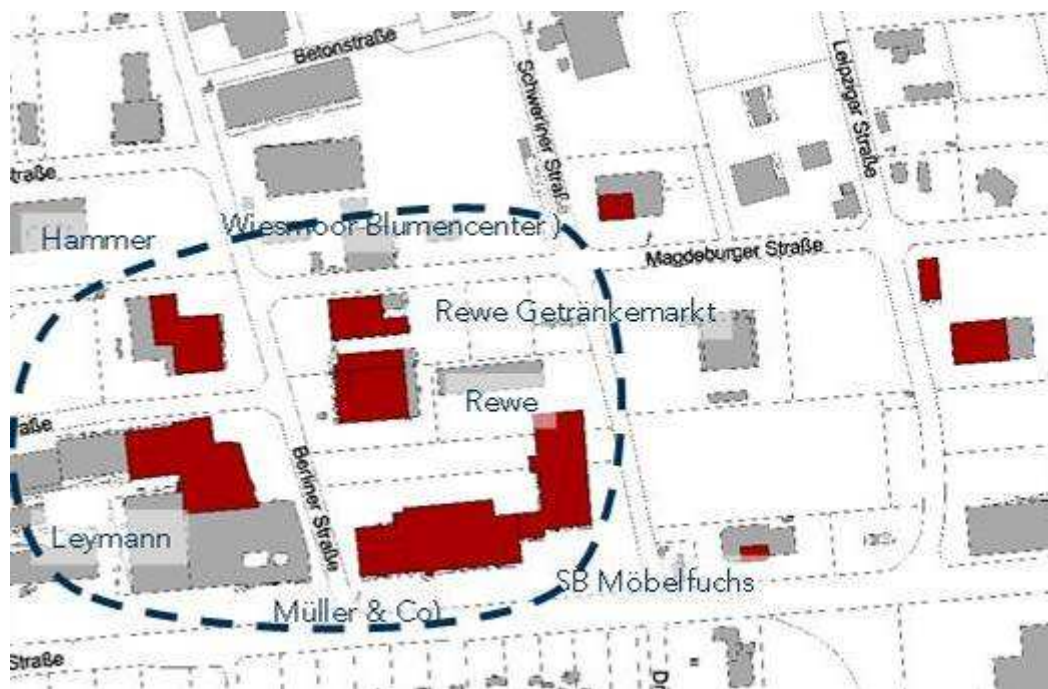 Betonstraße
Schweriner Straße
Leipziger Straße
traße
Wiesmoor Blumencenter )
Hammer
Magdeburger Straße
Rewe Getränkemarkt
Rewe
aße
Berliner Straße
Leymann
SB Möbelfuchs
Müller & Co)
Straße